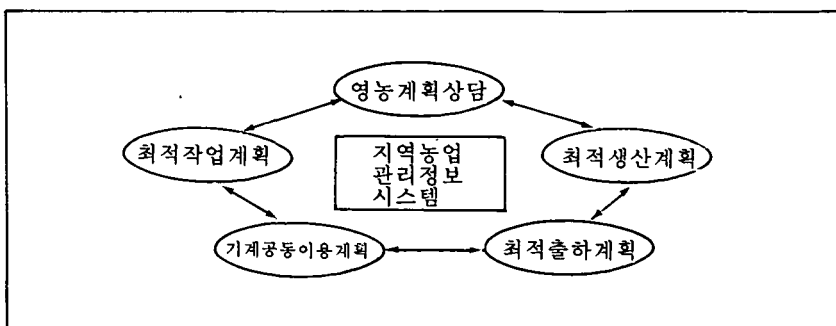 영농계획상담
최적작업계획
지역농업
관리정보
시스템
최적생산계획
기계공동이용계획
최적출하계획